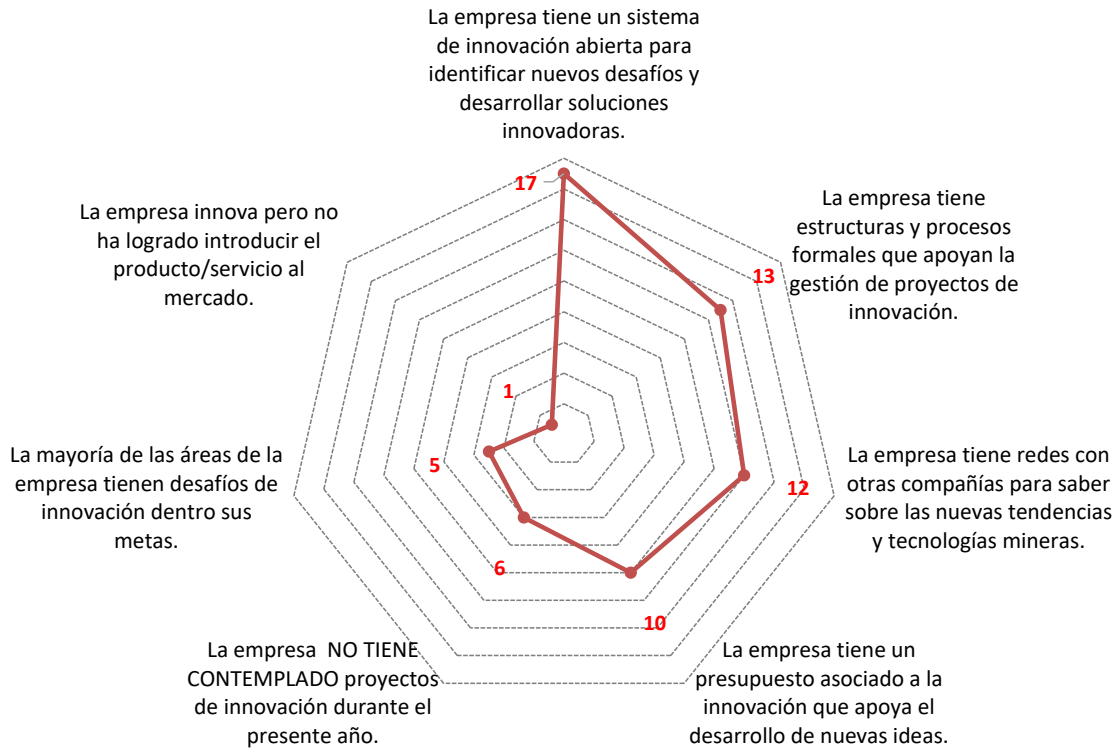 La empresa tiene un sistema
de innovación abierta para
identificar nuevos desafíos y
desarrollar soluciones
innovadoras.
17
La empresa tiene
estructuras y procesos
formales que apoyan la
gestión de proyectos de
innovación.
13
La empresa tiene redes con
otras compañías para saber
sobre las nuevas tendencias
y tecnologías mineras.
12
La empresa tiene un
presupuesto asociado a la
innovación que apoya el
desarrollo de nuevas ideas.
10
La empresa  NO TIENE
CONTEMPLADO proyectos
de innovación durante el
presente año.
6
La mayoría de las áreas de la
empresa tienen desafíos de
innovación dentro sus
metas.
5
La empresa innova pero no
ha logrado introducir el
producto/servicio al
mercado.
1